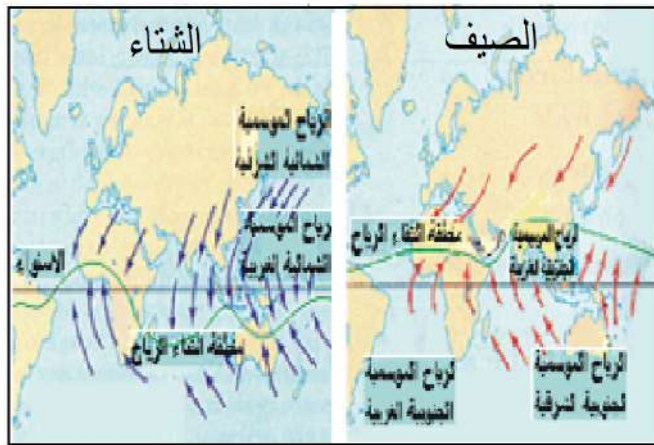 الشتاء
الرياح الموسمية
الشمالية الشرقية
رياح الموسمية
الشمالية الغربية
الاستواء
منطقة التقاء الرياح
الصيف
منطقة التقاء الرياح
الرياح الموسمية
الجنوبية الغربية
الرياح الموسمية
الجنوبية الغربية
الرياح الموسمية
الجنوبية الشرقية